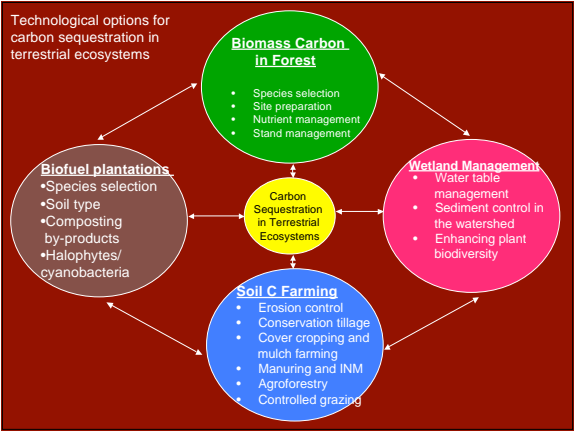 Technological options for
carbon sequestration in
terrestrial ecosystems
Biomass Carbon
in Forest
• Species selection
• Site preparation
• Nutrient management
• Stand management
Biofuel plantations
•Species selection
•Soil type
•Composting
by-products
•Halophytes/
cyanobacteria
Carbon
Sequestration
in Terrestrial
Ecosystems
Wetland Management
• Water table
management
• Sediment control in
the watershed
• Enhancing plant
biodiversity
Soil C Farming
• Erosion control
• Conservation tillage
• Cover cropping and
mulch farming
• Manuring and INM
• Agroforestry
• Controlled grazing